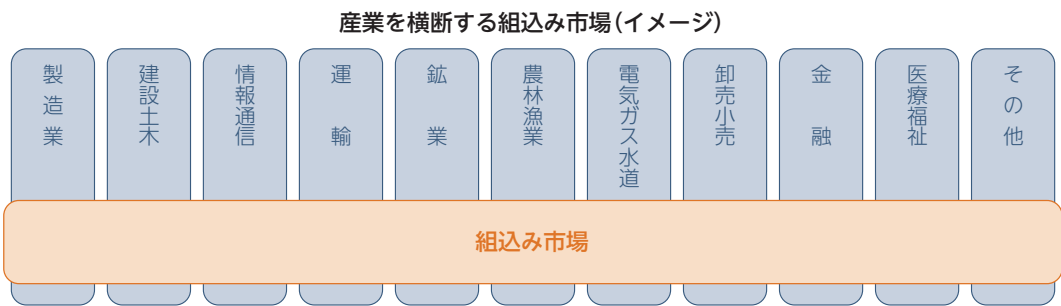 産業を横断する組込み市場(イメージ)
製造業
建設土木
情報通信
運輸
鉱業
農林漁業
電気ガス水道
卸売小売
金融
医療福祉
その他
組込み市場